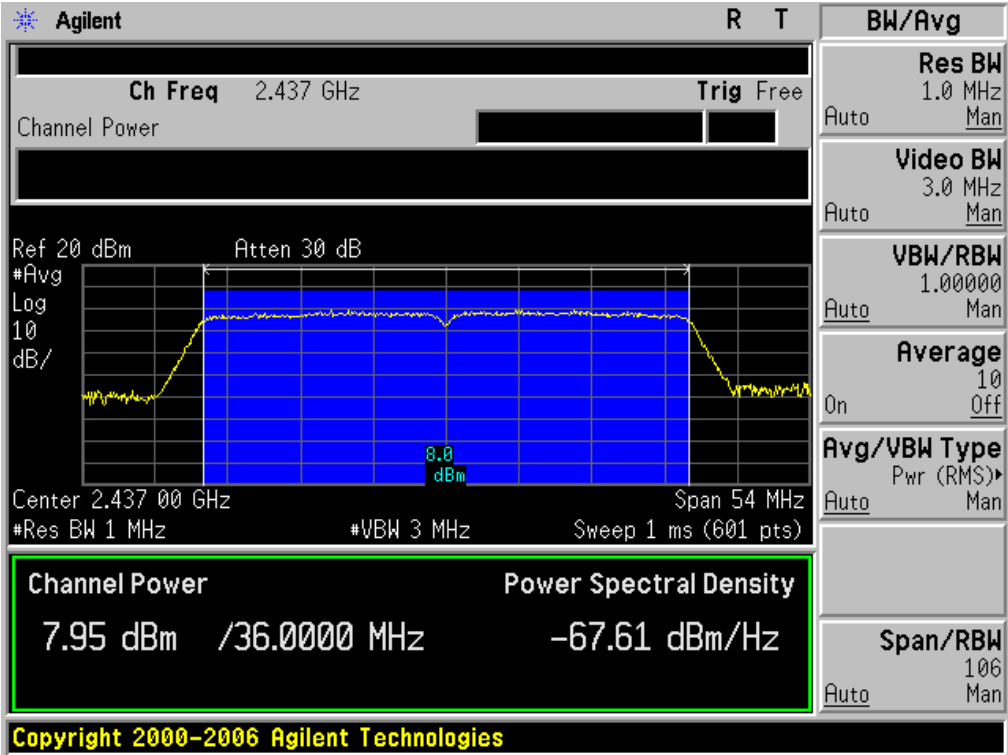 Agilent R T
Ch Freq 2.437 GHz Trig Free
Channel Power
Ref 20 dBm Atten 30 dB
#Avg
Log
10
dB/
8.0
dBm
Center 2.437 00 GHz Span 54 MHz
#Res BW 1 MHz #VBW 3 MHz Sweep 1 ms (601 pts)
Channel Power Power Spectral Density
7.95 dBm /36.0000 MHz -67.61 dBm/Hz
Copyright 2000-2006 Agilent Technologies
BW/Avg
Res BW
1.0 MHz
Auto Man
Video BW
3.0 MHz
Auto Man
VBW/RBW
1.00000
Auto Man
Average
10
On Off
Avg/VBW Type
Pwr (RMS)▸
Auto Man
Span/RBW
106
Auto Man